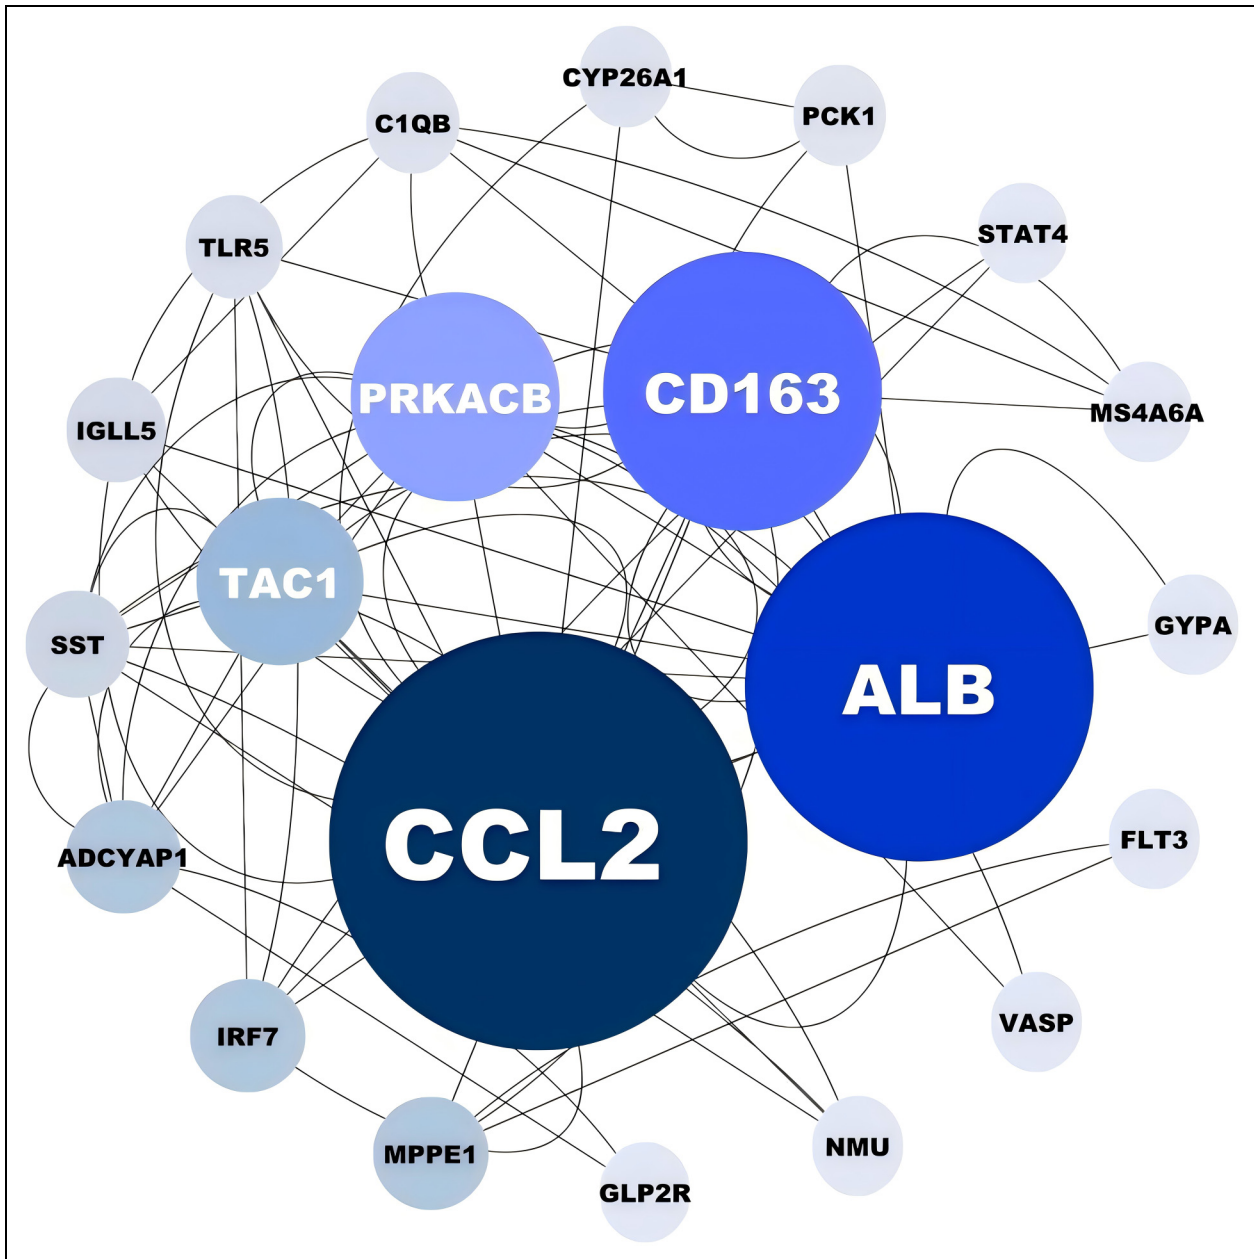 CYP26A1
PCK1
C1QB
STAT4
TLR5
PRKACB
CD163
MS4A6A
IGLL5
TAC1
GYPA
SST
ALB
CCL2
FLT3
ADCYAP1
VASP
IRF7
NMU
MPPE1
GLP2R